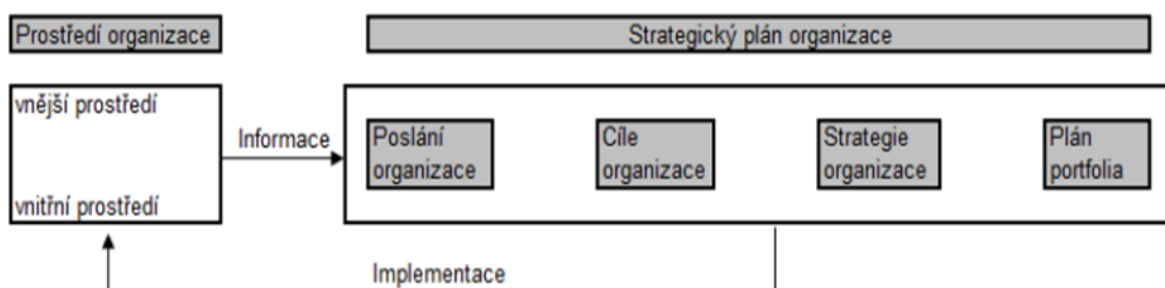 Prostředí organizace
Strategický plán organizace
vnější prostředí
vnitřní prostředí
Informace
Poslání
organizace
Cíle
organizace
Strategie
organizace
Plán
portfolia
Implementace